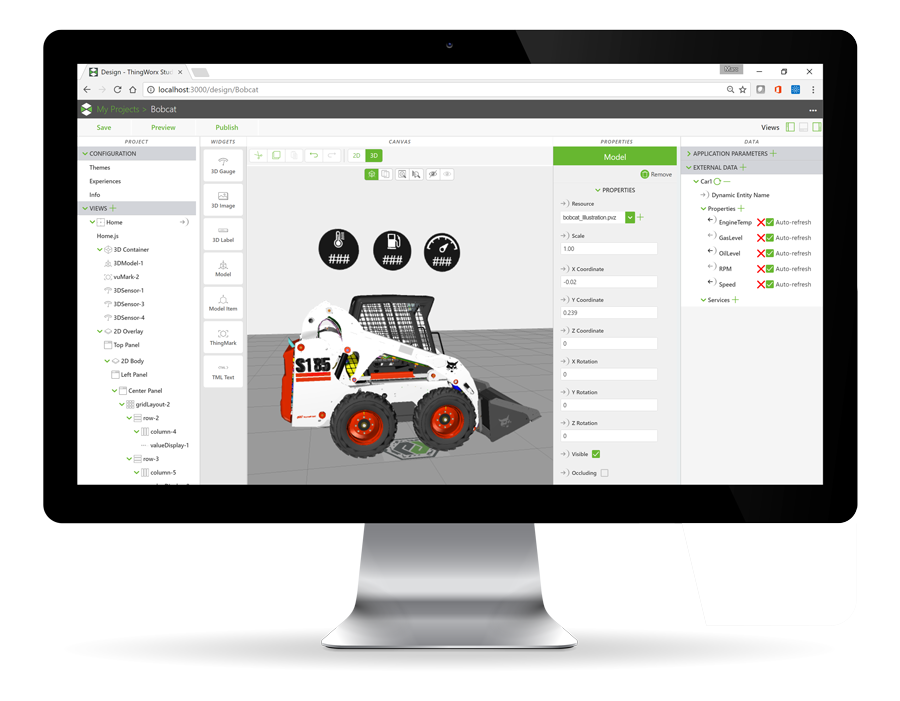 Design - ThingWorx Stud
localhost:3000/design/Bobcat
My Projects > Bobcat
Save
Preview
Publish
Views
PROJECT
CONFIGURATION
Themes
Experiences
Info
VIEWS
Home
Home.js
3D Container
3DModel-1
vuMark-2
3DSensor-1
3DSensor-3
3DSensor-4
2D Overlay
Top Panel
2D Body
Left Panel
Center Panel
gridLayout-2
row-2
column-4
valueDisplay-1
row-3
column-5
WIDGETS
3D Gauge
3D Image
3D Label
Model
Model Item
ThingMark
TML Text
CANVAS
2D
3D
###
###
###
S185
PROPERTIES
Model
Remove
PROPERTIES
Resource
bobcat_Illustration.pvz
Scale
1.00
X Coordinate
-0.02
Y Coordinate
0.239
Z Coordinate
0
X Rotation
0
Y Rotation
0
Z Rotation
0
Visible
Occluding
DATA
APPLICATION PARAMETERS
EXTERNAL DATA
Car1
Dynamic Entity Name
Properties
EngineTemp Auto-refresh
GasLevel Auto-refresh
OilLevel Auto-refresh
RPM Auto-refresh
Speed Auto-refresh
Services